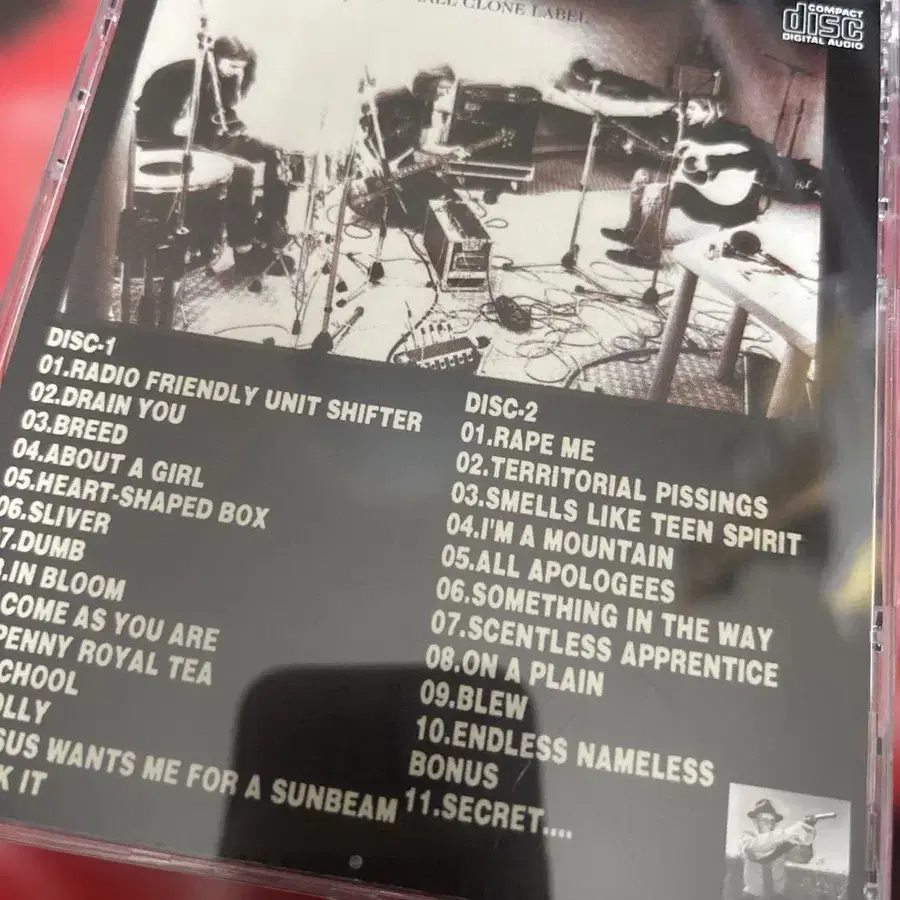 CLONE LABEL
COMPACT
disc
DIGITAL AUDIO
DISC-1
01.RADIO FRIENDLY UNIT SHIFTER
02.DRAIN YOU
03.BREED
04.ABOUT A GIRL
05.HEART-SHAPED BOX
06.SLIVER
7.DUMB
.IN BLOOM
COME AS YOU ARE
PENNY ROYAL TEA
CHOOL
OLLY
SUS WANTS ME FOR A SUNBEAM
K IT
DISC-2
01.RAPE ME
02.TERRITORIAL PISSINGS
03.SMELLS LIKE TEEN SPIRIT
04.I'M A MOUNTAIN
05.ALL APOLOGEES
06.SOMETHING IN THE WAY
07.SCENTLESS APPRENTICE
08.ON A PLAIN
09.BLEW
10.ENDLESS NAMELESS
BONUS
11.SECRET....